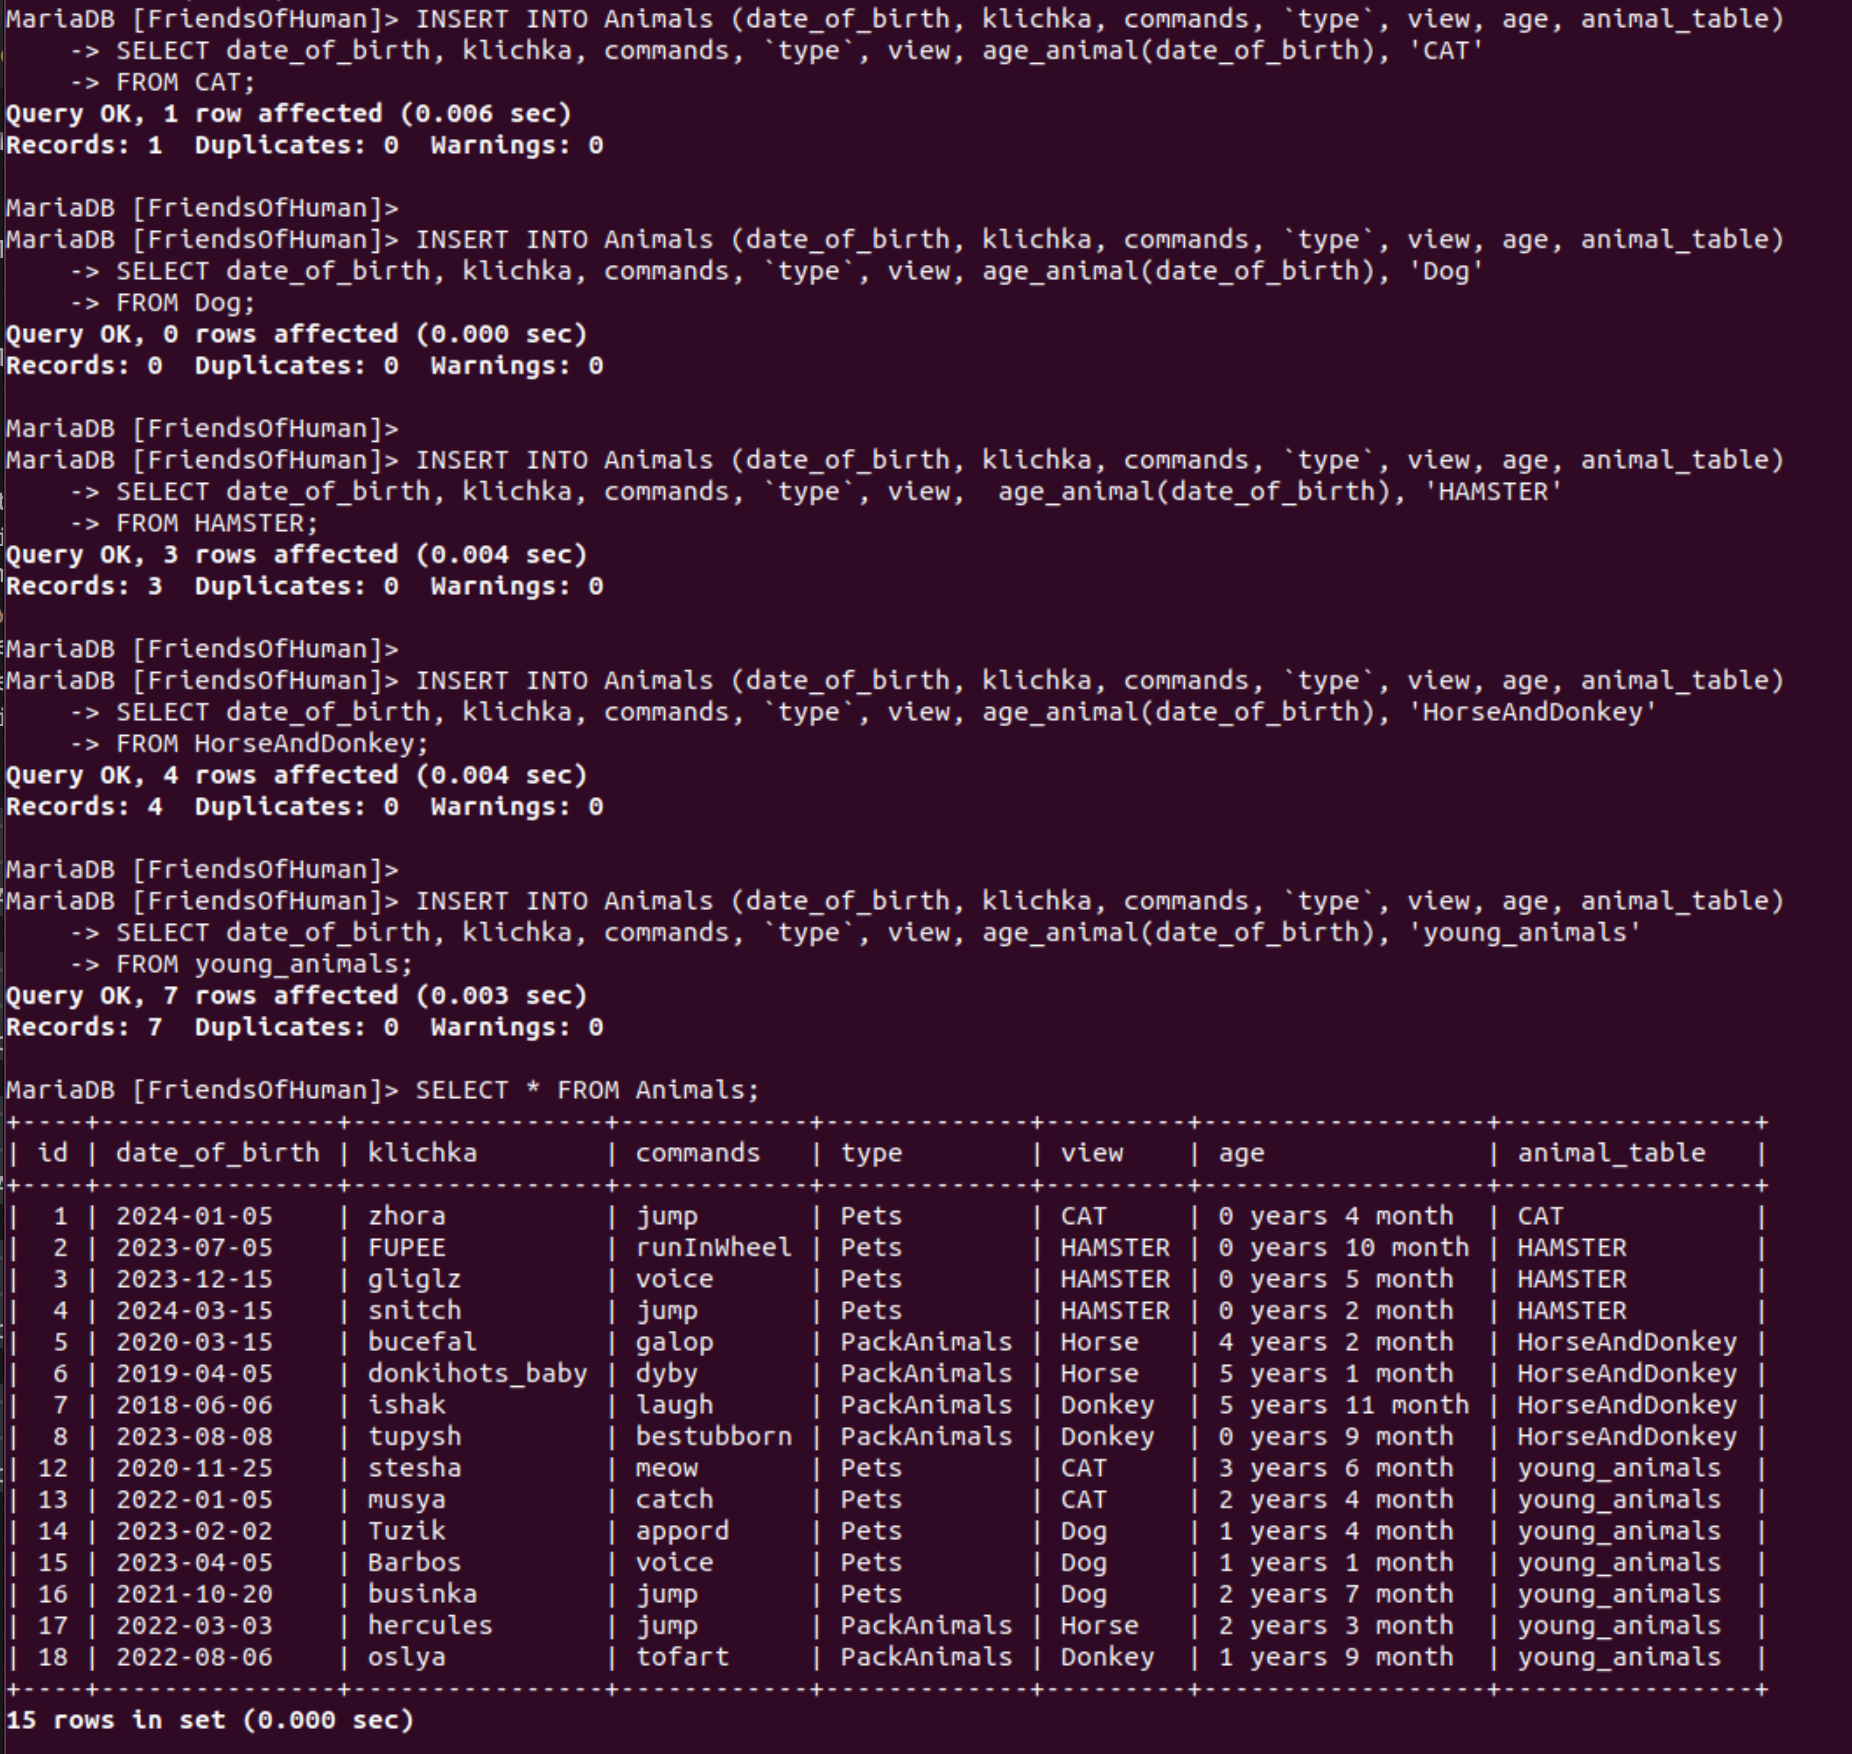 MariaDB [FriendsOfHuman]> INSERT INTO Animals (date_of_birth, klichka, commands, `type`, view, age, animal_table)
    -> SELECT date_of_birth, klichka, commands, `type`, view, age_animal(date_of_birth), 'CAT'
    -> FROM CAT;
Query OK, 1 row affected (0.006 sec)
Records: 1  Duplicates: 0  Warnings: 0

MariaDB [FriendsOfHuman]>
MariaDB [FriendsOfHuman]> INSERT INTO Animals (date_of_birth, klichka, commands, `type`, view, age, animal_table)
    -> SELECT date_of_birth, klichka, commands, `type`, view, age_animal(date_of_birth), 'Dog'
    -> FROM Dog;
Query OK, 0 rows affected (0.000 sec)
Records: 0  Duplicates: 0  Warnings: 0

MariaDB [FriendsOfHuman]>
MariaDB [FriendsOfHuman]> INSERT INTO Animals (date_of_birth, klichka, commands, `type`, view, age, animal_table)
    -> SELECT date_of_birth, klichka, commands, `type`, view,  age_animal(date_of_birth), 'HAMSTER'
    -> FROM HAMSTER;
Query OK, 3 rows affected (0.004 sec)
Records: 3  Duplicates: 0  Warnings: 0

MariaDB [FriendsOfHuman]>
MariaDB [FriendsOfHuman]> INSERT INTO Animals (date_of_birth, klichka, commands, `type`, view, age, animal_table)
    -> SELECT date_of_birth, klichka, commands, `type`, view, age_animal(date_of_birth), 'HorseAndDonkey'
    -> FROM HorseAndDonkey;
Query OK, 4 rows affected (0.004 sec)
Records: 4  Duplicates: 0  Warnings: 0

MariaDB [FriendsOfHuman]>
MariaDB [FriendsOfHuman]> INSERT INTO Animals (date_of_birth, klichka, commands, `type`, view, age, animal_table)
    -> SELECT date_of_birth, klichka, commands, `type`, view, age_animal(date_of_birth), 'young_animals'
    -> FROM young_animals;
Query OK, 7 rows affected (0.003 sec)
Records: 7  Duplicates: 0  Warnings: 0

MariaDB [FriendsOfHuman]> SELECT * FROM Animals;
+----+---------------+----------------+------------+-------------+---------+------------------+----------------+
| id | date_of_birth | klichka        | commands   | type        | view    | age              | animal_table   |
+----+---------------+----------------+------------+-------------+---------+------------------+----------------+
|  1 | 2024-01-05    | zhora          | jump       | Pets        | CAT     | 0 years 4 month  | CAT            |
|  2 | 2023-07-05    | FUPEE          | runInWheel | Pets        | HAMSTER | 0 years 10 month | HAMSTER        |
|  3 | 2023-12-15    | gliglz         | voice      | Pets        | HAMSTER | 0 years 5 month  | HAMSTER        |
|  4 | 2024-03-15    | snitch         | jump       | Pets        | HAMSTER | 0 years 2 month  | HAMSTER        |
|  5 | 2020-03-15    | bucefal        | galop      | PackAnimals | Horse   | 4 years 2 month  | HorseAndDonkey |
|  6 | 2019-04-05    | donkihots_baby | dyby       | PackAnimals | Horse   | 5 years 1 month  | HorseAndDonkey |
|  7 | 2018-06-06    | ishak          | laugh      | PackAnimals | Donkey  | 5 years 11 month | HorseAndDonkey |
|  8 | 2023-08-08    | tupysh         | bestubborn | PackAnimals | Donkey  | 0 years 9 month  | HorseAndDonkey |
| 12 | 2020-11-25    | stesha         | meow       | Pets        | CAT     | 3 years 6 month  | young_animals  |
| 13 | 2022-01-05    | musya          | catch      | Pets        | CAT     | 2 years 4 month  | young_animals  |
| 14 | 2023-02-02    | Tuzik          | appord     | Pets        | Dog     | 1 years 4 month  | young_animals  |
| 15 | 2023-04-05    | Barbos         | voice      | Pets        | Dog     | 1 years 1 month  | young_animals  |
| 16 | 2021-10-20    | businka        | jump       | Pets        | Dog     | 2 years 7 month  | young_animals  |
| 17 | 2022-03-03    | hercules       | jump       | PackAnimals | Horse   | 2 years 3 month  | young_animals  |
| 18 | 2022-08-06    | oslya          | tofart     | PackAnimals | Donkey  | 1 years 9 month  | young_animals  |
+----+---------------+----------------+------------+-------------+---------+------------------+----------------+
15 rows in set (0.000 sec)